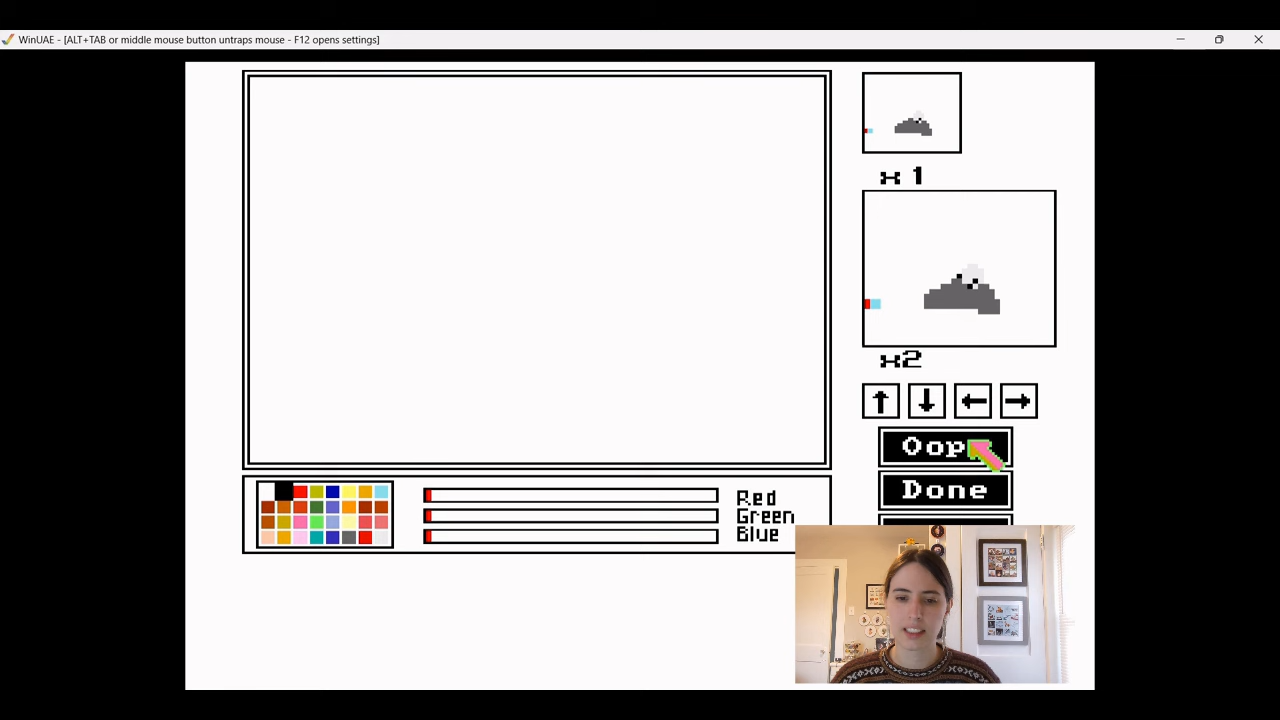 WinUAE - [ALT+TAB or middle mouse button untraps mouse - F12 opens settings]
x 1
x2
Done
Red
Green
Blue